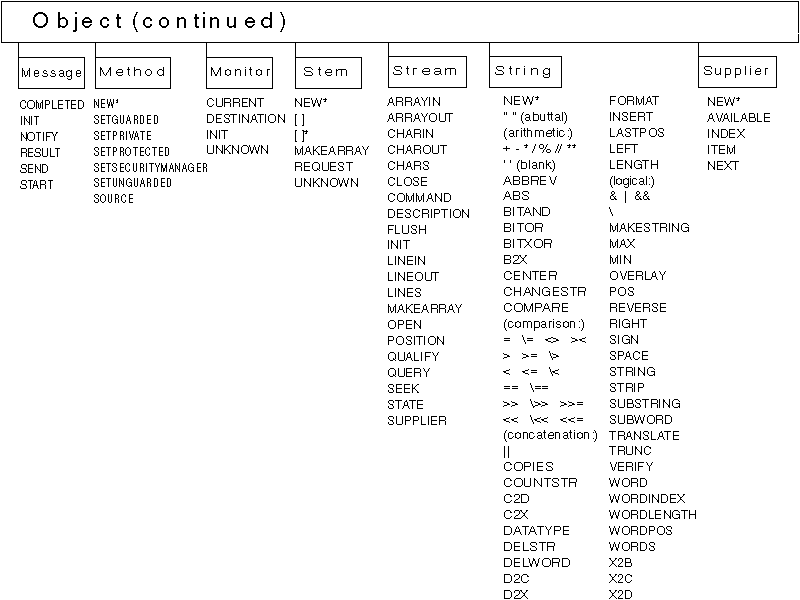 Object (continued)
Message
COMPLETED
INIT
NOTIFY
RESULT
SEND
START
Method
NEW*
SETGUARDED
SETPRIVATE
SETPROTECTED
SETSECURITYMANAGER
SETUNGUARDED
SOURCE
Monitor
CURRENT
DESTINATION
INIT
UNKNOWN
Stem
NEW*
[ ]
[ ]*
MAKEARRAY
REQUEST
UNKNOWN
Stream
ARRAYIN
ARRAYOUT
CHARIN
CHAROUT
CHARS
CLOSE
COMMAND
DESCRIPTION
FLUSH
INIT
LINEIN
LINEOUT
LINES
MAKEARRAY
OPEN
POSITION
QUALIFY
QUERY
SEEK
STATE
SUPPLIER
String
NEW*
" " (abuttal)
(arithmetic:)
+ - * / % // **
' ' (blank)
ABBREV
ABS
BITAND
BITOR
BITXOR
B2X
CENTER
CHANGESTR
COMPARE
(comparison:)
= \= <> ><
> >= \>
< <= \<
== \==
>> \>> >>=
<< \<< <<=
(concatenation:)
||
COPIES
COUNTSTR
C2D
C2X
DATATYPE
DELSTR
DELWORD
D2C
D2X
FORMAT
INSERT
LASTPOS
LEFT
LENGTH
(logical:)
& | &&
\
MAKESTRING
MAX
MIN
OVERLAY
POS
REVERSE
RIGHT
SIGN
SPACE
STRING
STRIP
SUBSTRING
SUBWORD
TRANSLATE
TRUNC
VERIFY
WORD
WORDINDEX
WORDLENGTH
WORDPOS
WORDS
X2B
X2C
X2D
Supplier
NEW*
AVAILABLE
INDEX
ITEM
NEXT